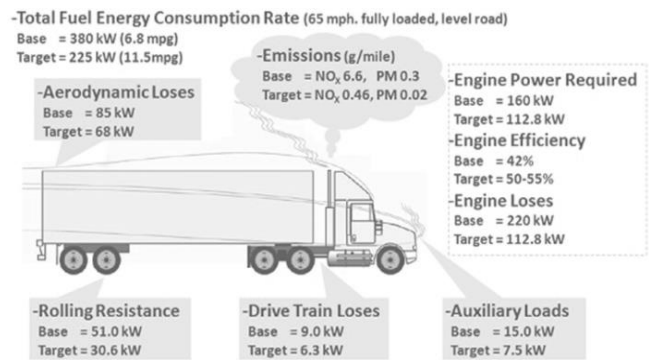 -Total Fuel Energy Consumption Rate (65 mph. fully loaded, level road)
Base = 380 kW (6.8 mpg)
Target = 225 kW (11.5mpg)
-Emissions (g/mile)
Base = NOX 6.6, PM 0.3
Target = NOX 0.46, PM 0.02
-Aerodynamic Loses
Base = 85 kW
Target = 68 kW
-Engine Power Required
Base = 160 kW
Target = 112.8 kW
-Engine Efficiency
Base = 42%
Target = 50-55%
-Engine Loses
Base = 220 kW
Target = 112.8 kW
-Rolling Resistance
Base = 51.0 kW
Target = 30.6 kW
-Drive Train Loses
Base = 9.0 kW
Target = 6.3 kW
-Auxiliary Loads
Base = 15.0 kW
Target = 7.5 kW